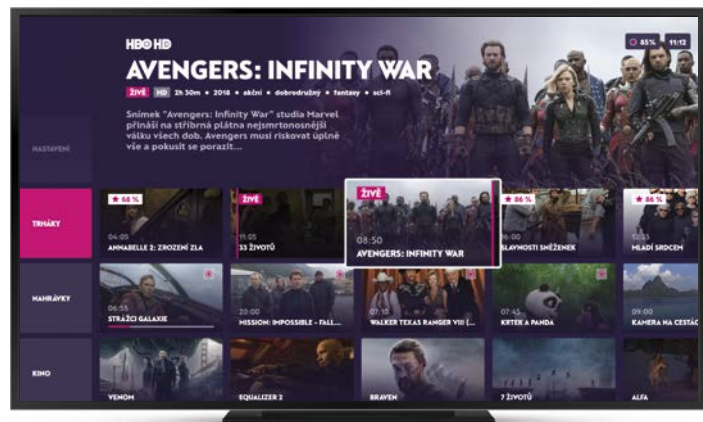 HBO HD
85% 11:12
AVENGERS: INFINITY WAR
ŽIVĚ HD 2h 30m • 2018 • akční • dobrodružný • fantasy • sci-fi
Snímek "Avengers: Infinity War" studia Marvel
přináší na stříbrná plátna nejsmrtonosnější
válku všech dob. Avengers musí riskovat úplně
vše a pokusit se porazit...
NASTAVENÍ
TRHÁKY
★ 68 %
04:05
ANNABELLE 2: ZROZENÍ ZLA
ŽIVĚ
11:05
33 ŽIVOTŮ
ŽIVĚ
08:50
AVENGERS: INFINITY WAR
★ 86 %
16:00
SLAVNOSTI SNĚŽENEK
★ 86 %
MLADÍ SRDCEM
NAHRÁVKY
06:55
STRÁŽCI GALAXIE
20:00
MISSION: IMPOSSIBLE - FALL...
07:10
WALKER TEXAS RANGER VIII (...
07:45
KRTEK A PANDA
09:00
KAMERA NA CESTÁC
KINO
VENOM
EQUALIZER 2
BRAVEN
7 ŽIVOTŮ
ALFA